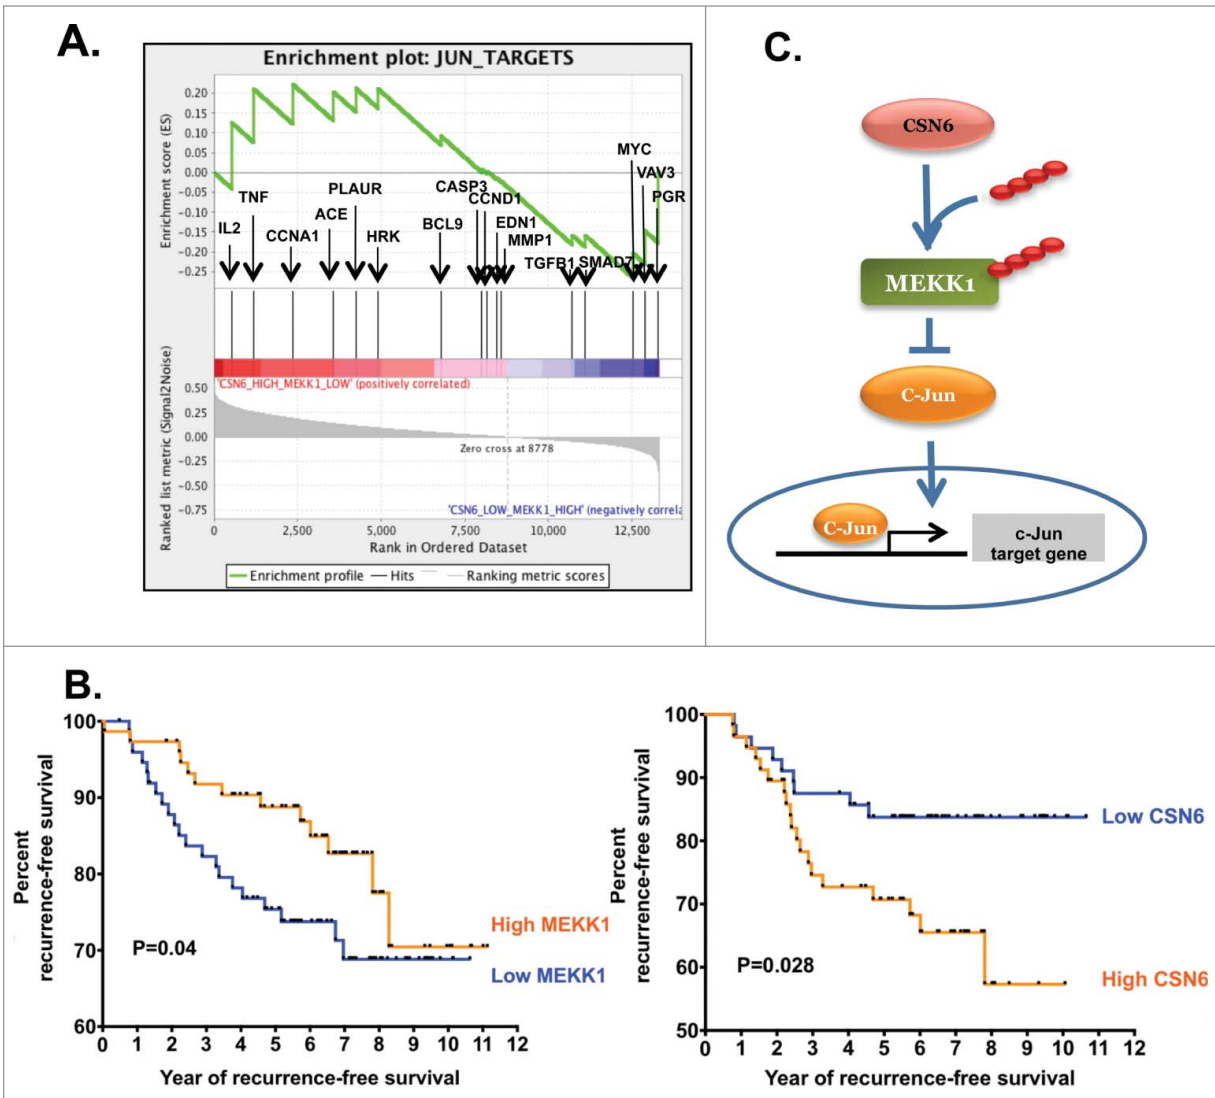 A.
Enrichment plot: JUN_TARGETS
Enrichment score (ES)
0.20
0.15
0.10
0.05
0.00
-0.05
-0.10
-0.15
-0.20
-0.25
IL2
TNF
CCNA1
ACE
PLAUR
HRK
BCL9
CASP3
CCND1
EDN1
MMP1
TGFB1
SMAD7
MYC
VAV3
PGR
Ranked list metric (Signal2Noise)
'CSN6_HIGH_MEKK1_LOW' (positively correlated)
0.50
0.25
0.00
-0.25
-0.50
-0.75
Zero cross at 8778
'CSN6_LOW_MEKK1_HIGH' (negatively correla
0 2,500 5,000 7,500 10,000 12,500
Rank in Ordered Dataset
Enrichment profile Hits Ranking metric scores
C.
CSN6
MEKK1
C-Jun
C-Jun
c-Jun
target gene
B.
Percent
recurrence-free survival
100
90
80
70
60
P=0.04
High MEKK1
Low MEKK1
0 1 2 3 4 5 6 7 8 9 10 11 12
Year of recurrence-free survival
Percent
recurrence-free survival
100
90
80
70
60
50
P=0.028
Low CSN6
High CSN6
0 1 2 3 4 5 6 7 8 9 10 11 12
Year of recurrence-free survival